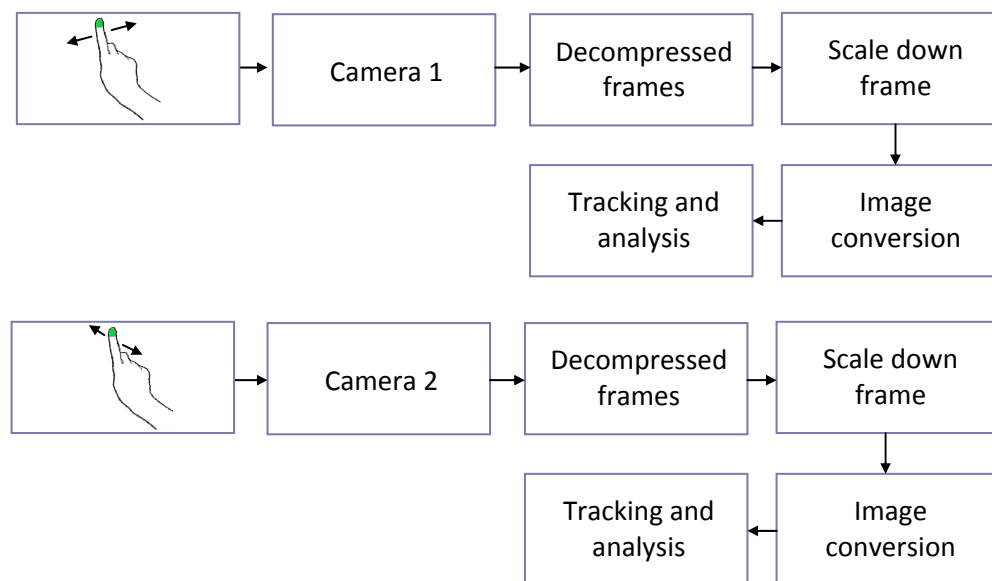 Camera 1
Decompressed
frames
Scale down
frame
Tracking and
analysis
Image
conversion
Camera 2
Decompressed
frames
Scale down
frame
Tracking and
analysis
Image
conversion